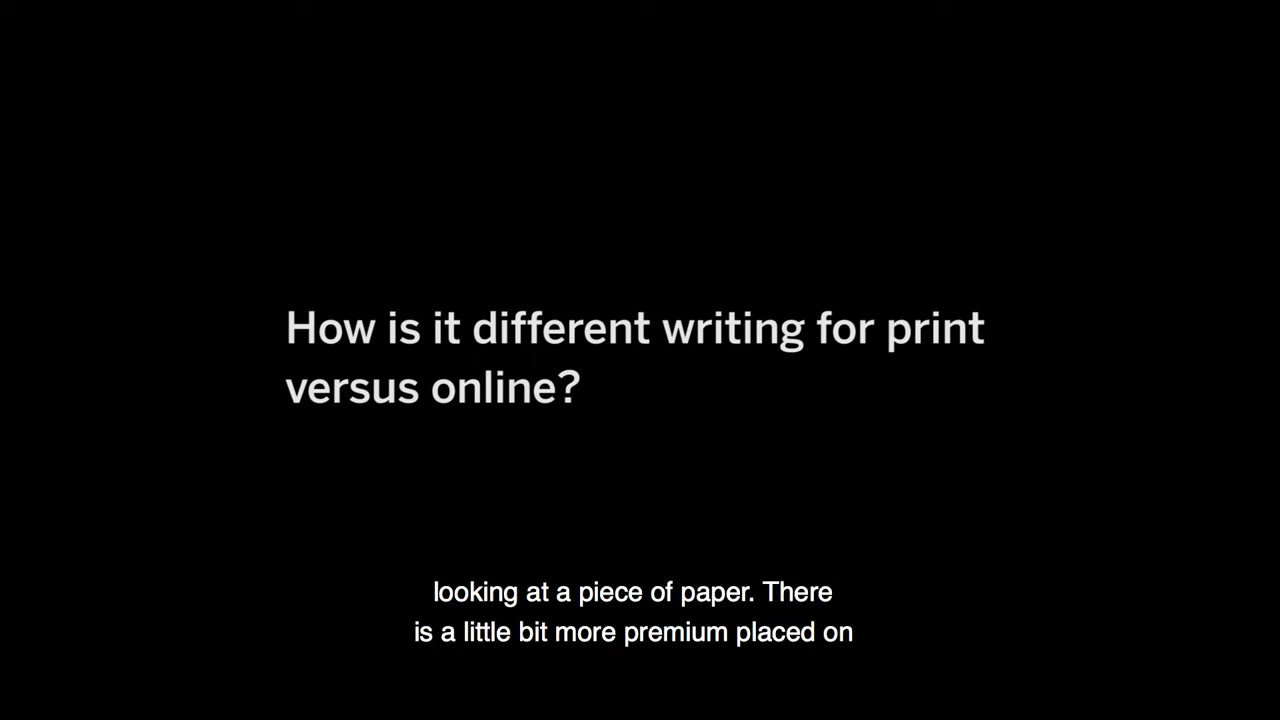 How is it different writing for print
versus online?
looking at a piece of paper. There
is a little bit more premium placed on